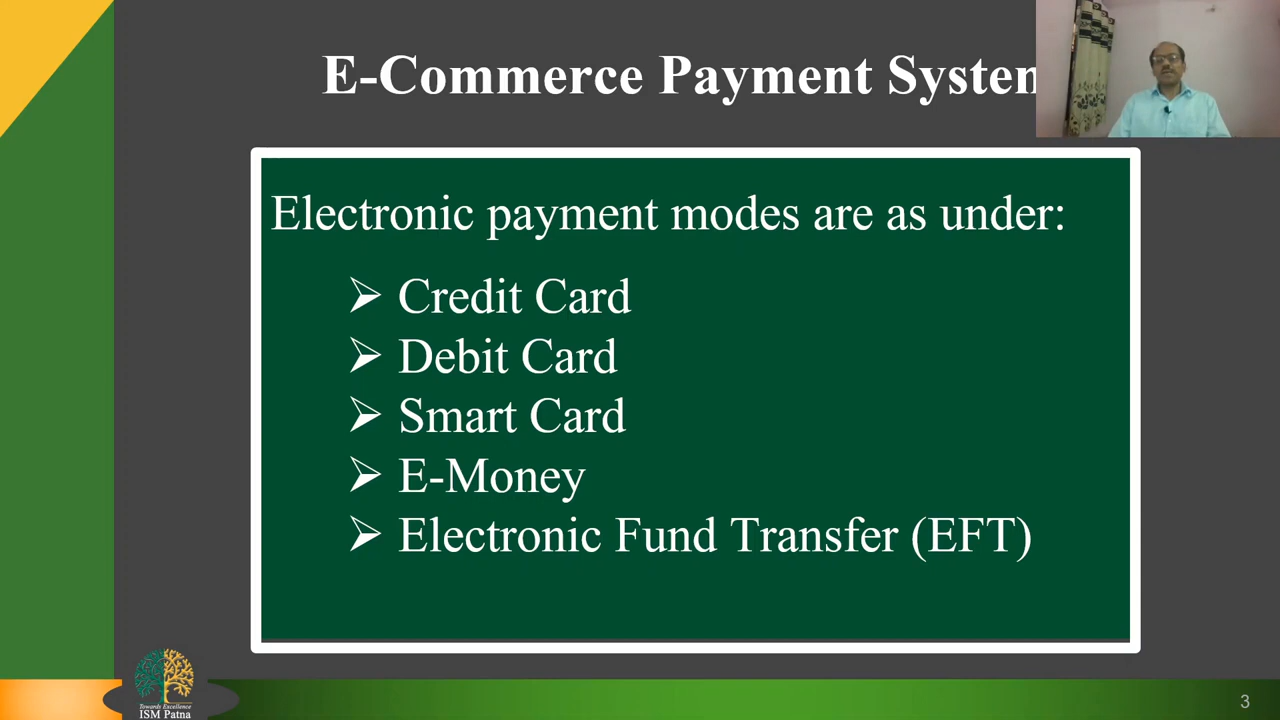 E-Commerce Payment System
Electronic payment modes are as under:
➢ Credit Card
➢ Debit Card
➢ Smart Card
➢ E-Money
➢ Electronic Fund Transfer (EFT)
Towards Excellence
ISM Patna
3